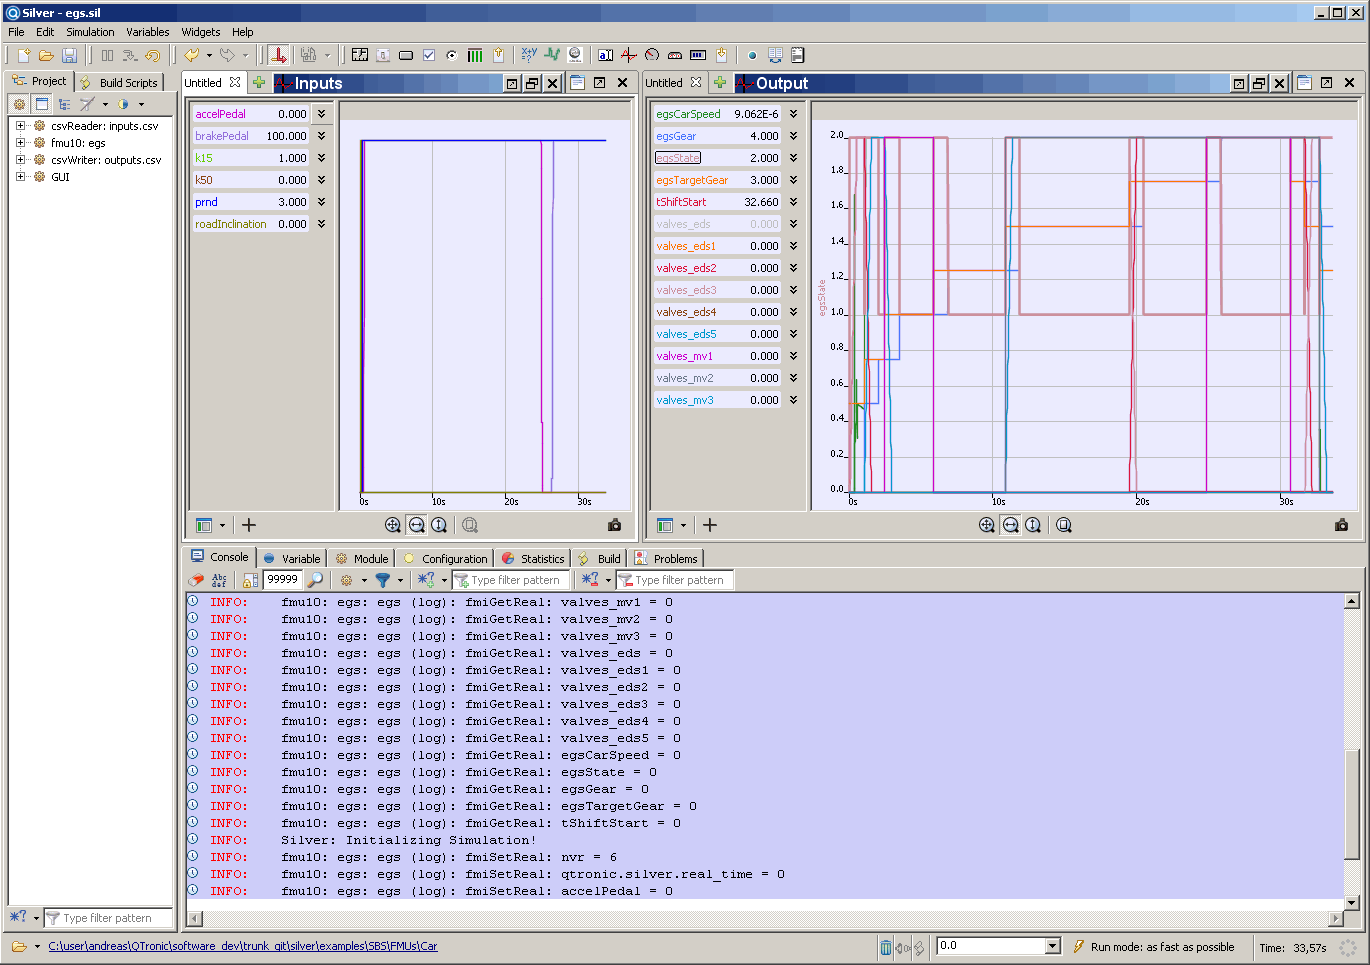 Silver - egs.sil
File Edit Simulation Variables Widgets Help
Project Build Scripts
csvReader: inputs.csv
fmu10: egs
csvWriter: outputs.csv
GUI
Type filter pattern
Untitled Inputs
accelPedal 0.000
brakePedal 100.000
k15 1.000
k50 0.000
prnd 3.000
roadInclination 0.000
0s 10s 20s 30s
Untitled Output
egsCarSpeed 9.062E-6
egsGear 4.000
egsState 2.000
egsTargetGear 3.000
tShiftStart 32.660
valves_eds 0.000
valves_eds1 0.000
valves_eds2 0.000
valves_eds3 0.000
valves_eds4 0.000
valves_eds5 0.000
valves_mv1 0.000
valves_mv2 0.000
valves_mv3 0.000
egsState
2.0
1.8
1.6
1.4
1.2
1.0
0.8
0.6
0.4
0.2
0.0
0s 10s 20s 30s
Console Variable Module Configuration Statistics Build Problems
Abc def 99999 Type filter pattern Type filter pattern
INFO: fmu10: egs: egs (log): fmiGetReal: valves_mv1 = 0
INFO: fmu10: egs: egs (log): fmiGetReal: valves_mv2 = 0
INFO: fmu10: egs: egs (log): fmiGetReal: valves_mv3 = 0
INFO: fmu10: egs: egs (log): fmiGetReal: valves_eds = 0
INFO: fmu10: egs: egs (log): fmiGetReal: valves_eds1 = 0
INFO: fmu10: egs: egs (log): fmiGetReal: valves_eds2 = 0
INFO: fmu10: egs: egs (log): fmiGetReal: valves_eds3 = 0
INFO: fmu10: egs: egs (log): fmiGetReal: valves_eds4 = 0
INFO: fmu10: egs: egs (log): fmiGetReal: valves_eds5 = 0
INFO: fmu10: egs: egs (log): fmiGetReal: egsCarSpeed = 0
INFO: fmu10: egs: egs (log): fmiGetReal: egsState = 0
INFO: fmu10: egs: egs (log): fmiGetReal: egsGear = 0
INFO: fmu10: egs: egs (log): fmiGetReal: egsTargetGear = 0
INFO: fmu10: egs: egs (log): fmiGetReal: tShiftStart = 0
INFO: Silver: Initializing Simulation!
INFO: fmu10: egs: egs (log): fmiSetReal: nvr = 6
INFO: fmu10: egs: egs (log): fmiSetReal: qtronic.silver.real_time = 0
INFO: fmu10: egs: egs (log): fmiSetReal: accelPedal = 0
C:\user\andreas\QTronic\software_dev\trunk_git\silver\examples\SBS\FMUs\Car
0.0
Run mode: as fast as possible
Time: 33,57s